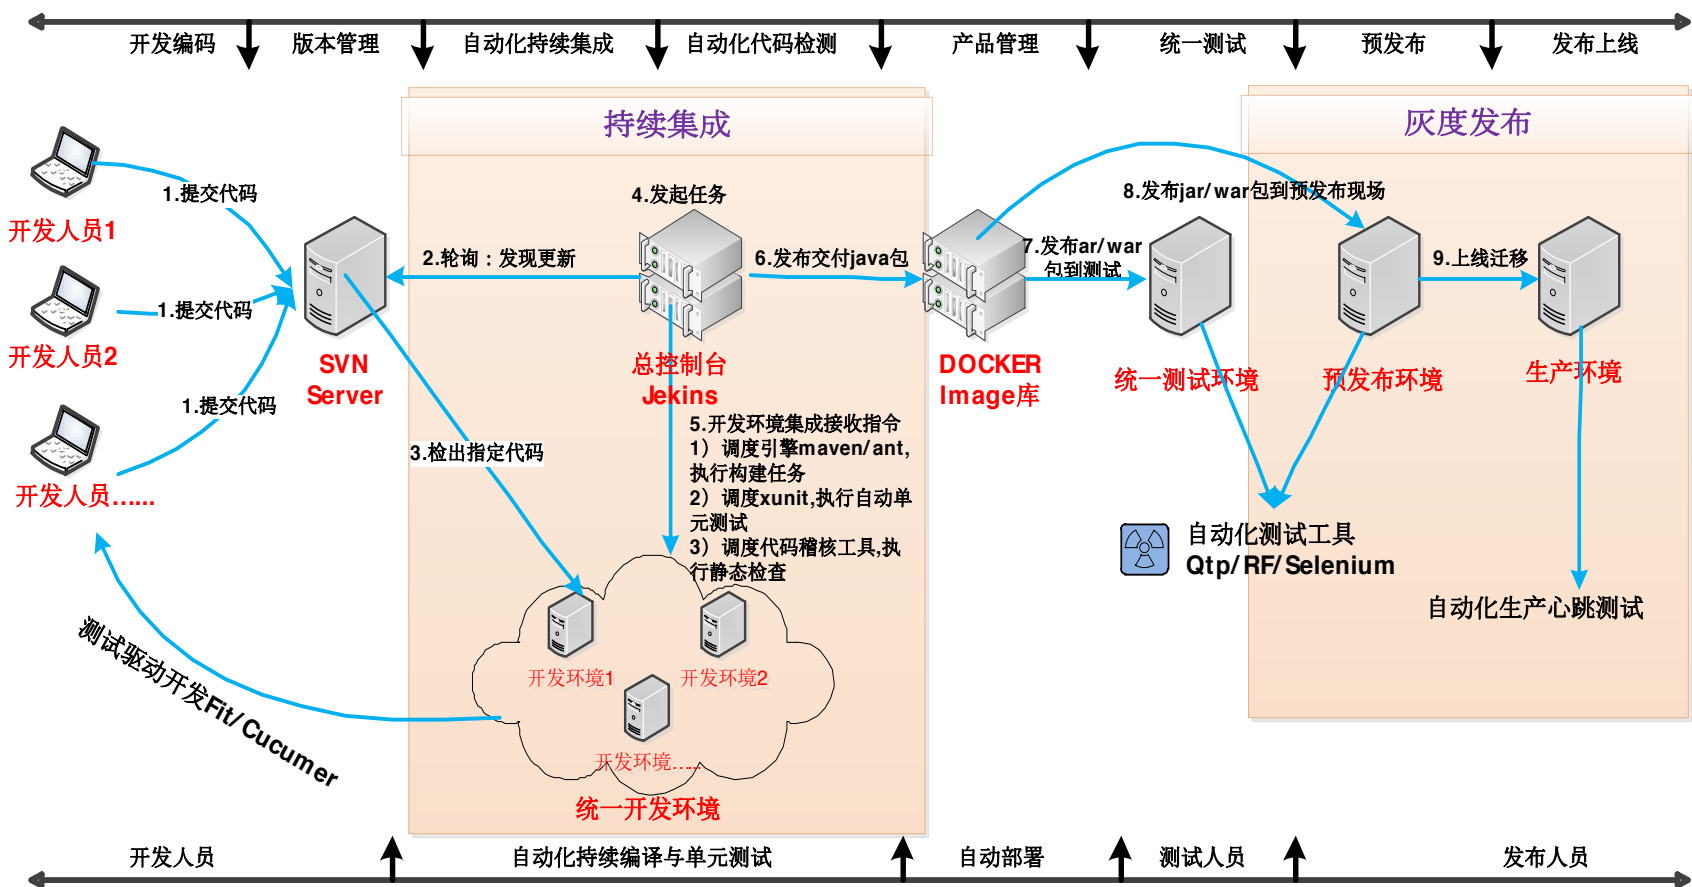 开发编码
版本管理
自动化持续集成
自动化代码检测
产品管理
统一测试
预发布
发布上线
持续集成
灰度发布
开发人员1
开发人员2
开发人员......
1.提交代码
1.提交代码
1.提交代码
SVN
Server
2.轮询：发现更新
3.检出指定代码
4.发起任务
总控制台
Jekins
5.开发环境集成接收指令
1）调度引擎maven/ant,
执行构建任务
2）调度xunit,执行自动单
元测试
3）调度代码稽核工具,执
行静态检查
6.发布交付java包
DOCKER
Image库
7.发布ar/war
包到测试
8.发布jar/war包到预发布现场
9.上线迁移
统一测试环境
预发布环境
生产环境
自动化测试工具
Qtp/RF/Selenium
自动化生产心跳测试
开发环境1
开发环境2
开发环境......
统一开发环境
测试驱动开发Fit/Cucumer
开发人员
自动化持续编译与单元测试
自动部署
测试人员
发布人员